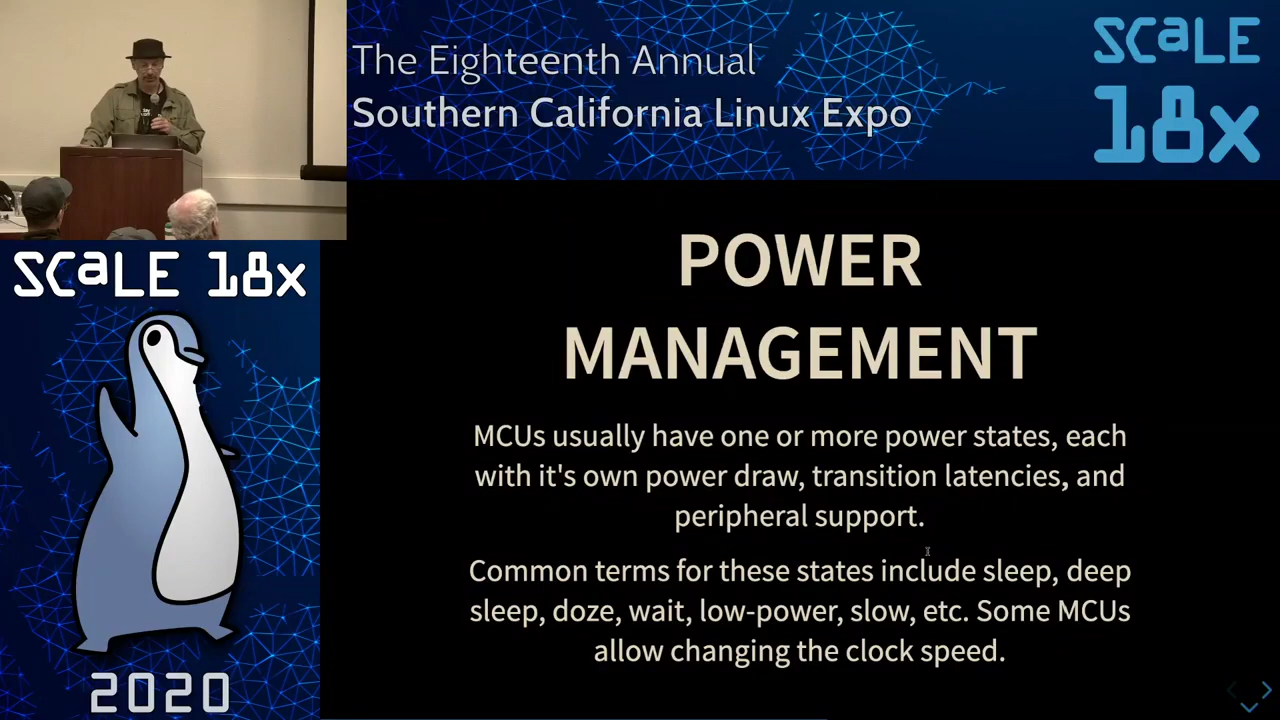 The Eighteenth Annual
Southern California Linux Expo
SCaLE
18x
SCaLE 18x
2020
POWER
MANAGEMENT
MCUs usually have one or more power states, each
with it's own power draw, transition latencies, and
peripheral support.
Common terms for these states include sleep, deep
sleep, doze, wait, low-power, slow, etc. Some MCUs
allow changing the clock speed.